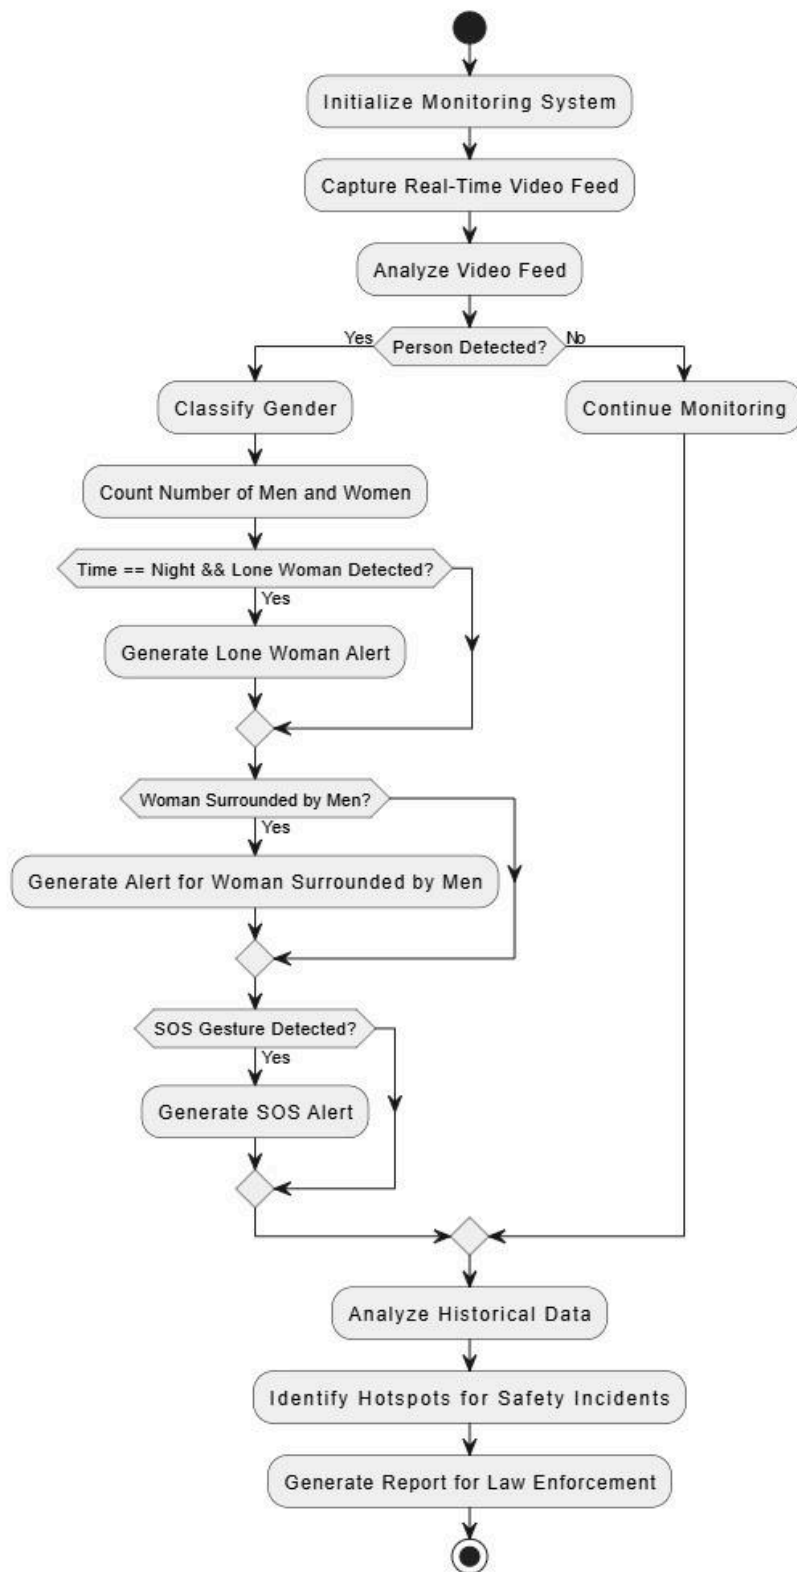 Initialize Monitoring System
Capture Real-Time Video Feed
Analyze Video Feed
Yes
Person Detected?
No
Classify Gender
Continue Monitoring
Count Number of Men and Women
Time == Night && Lone Woman Detected?
Yes
Generate Lone Woman Alert
Woman Surrounded by Men?
Yes
Generate Alert for Woman Surrounded by Men
SOS Gesture Detected?
Yes
Generate SOS Alert
Analyze Historical Data
Identify Hotspots for Safety Incidents
Generate Report for Law Enforcement